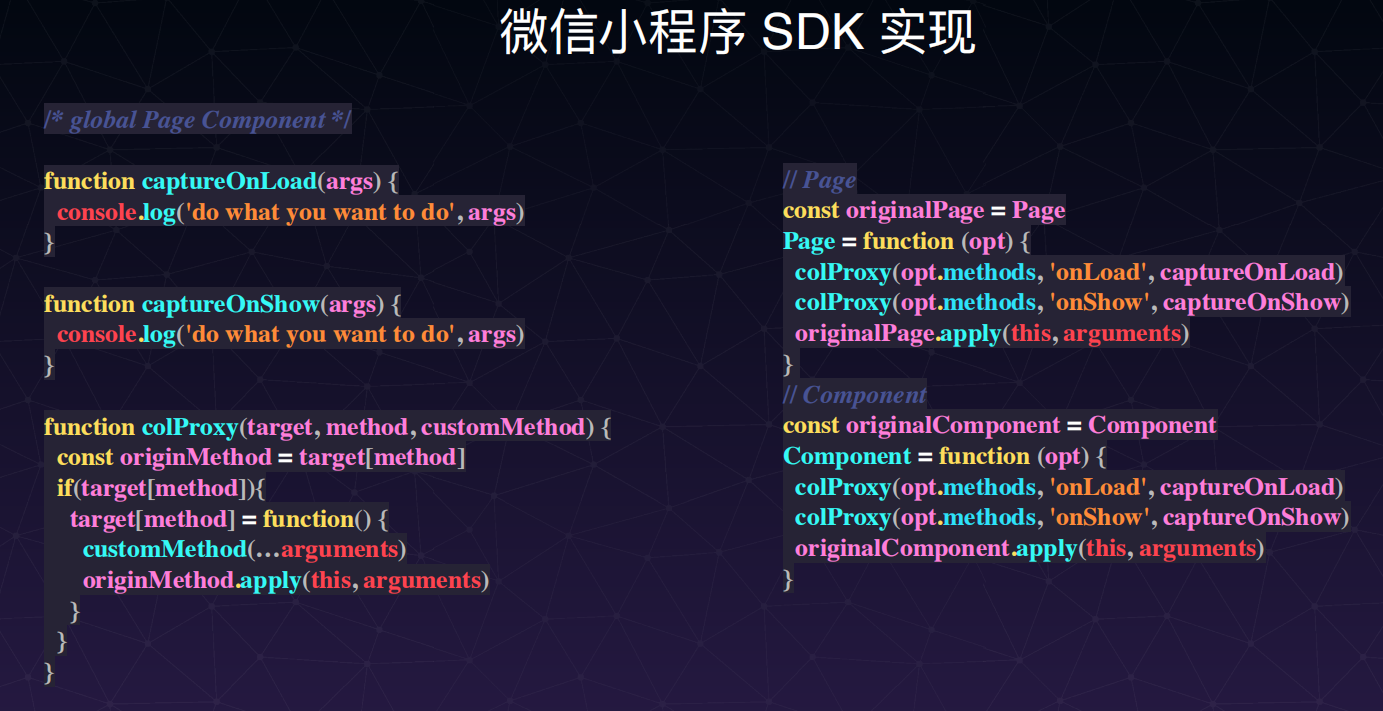 微信小程序 SDK 实现
/* global Page Component */
function captureOnLoad(args) {
  console.log('do what you want to do', args)
}
function captureOnShow(args) {
  console.log('do what you want to do', args)
}
function colProxy(target, method, customMethod) {
  const originMethod = target[method]
  if(target[method]){
    target[method] = function() {
      customMethod(…arguments)
      originMethod.apply(this, arguments)
    }
  }
}
// Page
const originalPage = Page
Page = function (opt) {
  colProxy(opt.methods, 'onLoad', captureOnLoad)
  colProxy(opt.methods, 'onShow', captureOnShow)
  originalPage.apply(this, arguments)
}
// Component
const originalComponent = Component
Component = function (opt) {
  colProxy(opt.methods, 'onLoad', captureOnLoad)
  colProxy(opt.methods, 'onShow', captureOnShow)
  originalComponent.apply(this, arguments)
}